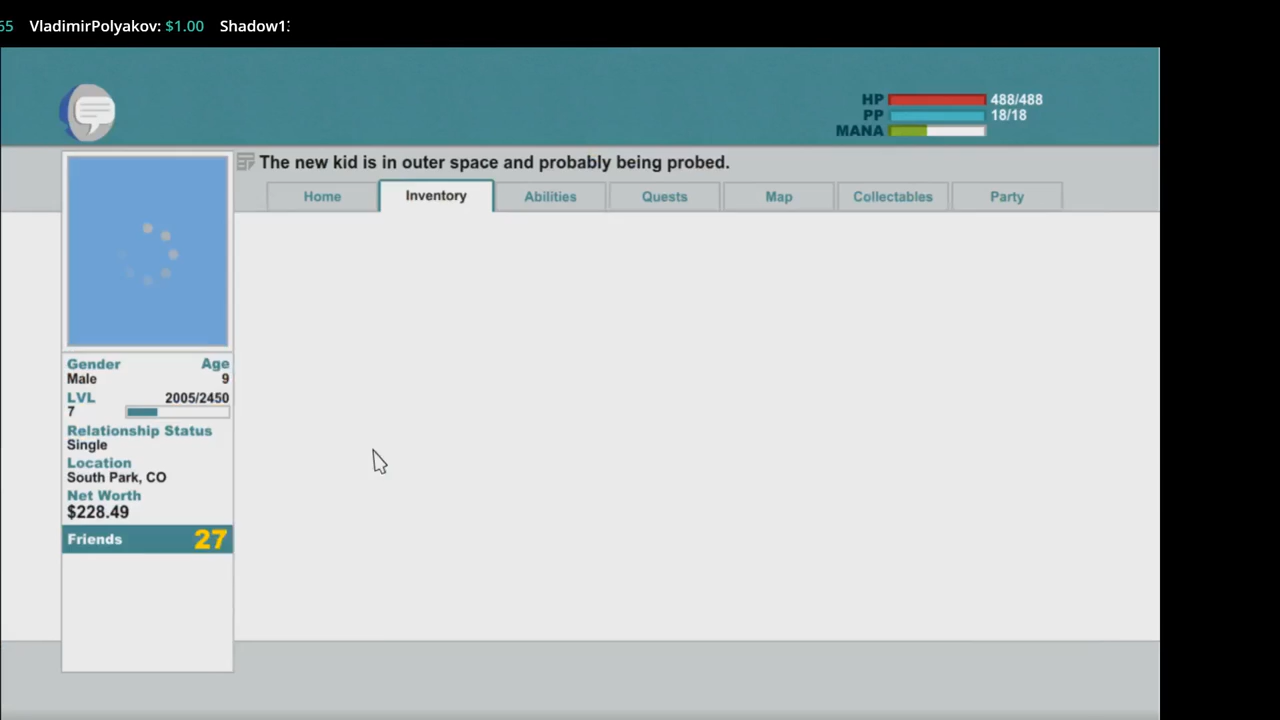 65 VladimirPolyakov: $1.00 Shadow1:
HP 488/488
PP 18/18
MANA
The new kid is in outer space and probably being probed.
Home Inventory Abilities Quests Map Collectables Party
Gender Age
Male 9
LVL 2005/2450
7
Relationship Status
Single
Location
South Park, CO
Net Worth
$228.49
Friends 27